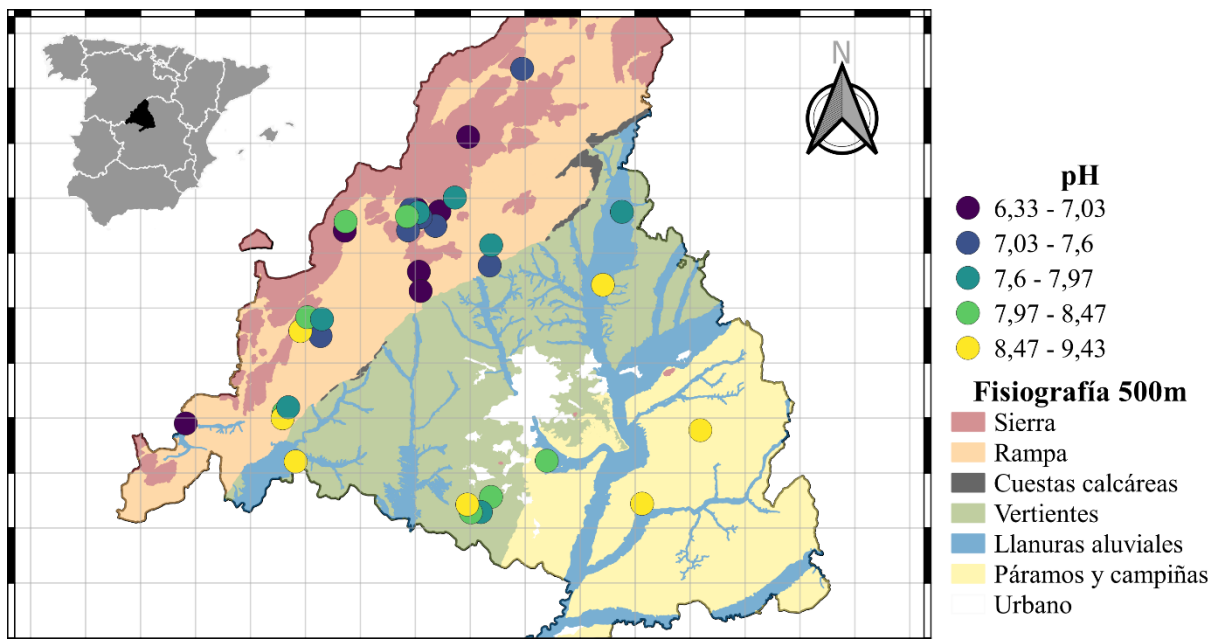 N
pH
6,33 - 7,03
7,03 - 7,6
7,6 - 7,97
7,97 - 8,47
8,47 - 9,43
Fisiografía 500m
Sierra
Rampa
Cuestas calcáreas
Vertientes
Llanuras aluviales
Páramos y campiñas
Urbano